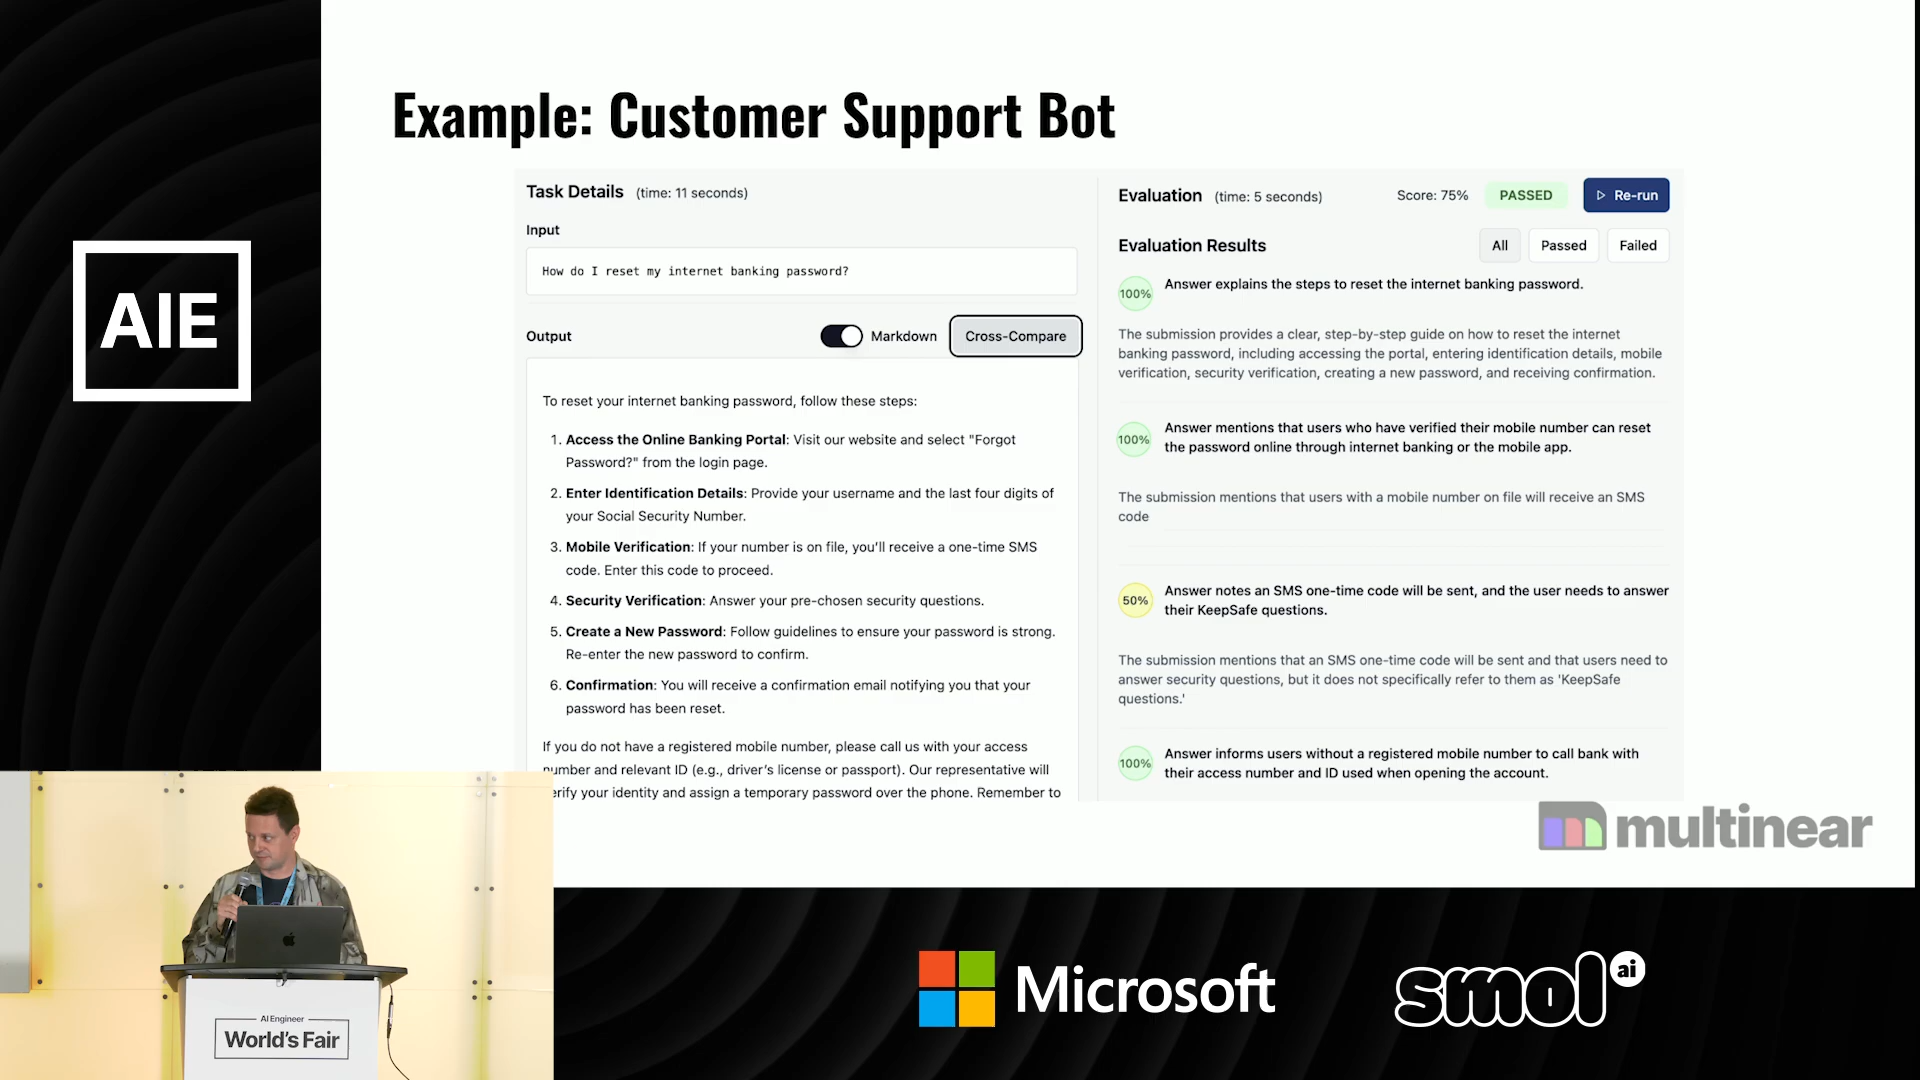 AIE
Example: Customer Support Bot
Task Details (time: 11 seconds)
Input
How do I reset my internet banking password?
Output
Markdown
Cross-Compare
To reset your internet banking password, follow these steps:
1. Access the Online Banking Portal: Visit our website and select "Forgot
Password?" from the login page.
2. Enter Identification Details: Provide your username and the last four digits of
your Social Security Number.
3. Mobile Verification: If your number is on file, you'll receive a one-time SMS
code. Enter this code to proceed.
4. Security Verification: Answer your pre-chosen security questions.
5. Create a New Password: Follow guidelines to ensure your password is strong.
Re-enter the new password to confirm.
6. Confirmation: You will receive a confirmation email notifying you that your
password has been reset.
If you do not have a registered mobile number, please call us with your access
number and relevant ID (e.g., driver's license or passport). Our representative will
erify your identity and assign a temporary password over the phone. Remember to
Evaluation (time: 5 seconds)
Score: 75%
PASSED
Re-run
Evaluation Results
All
Passed
Failed
100% Answer explains the steps to reset the internet banking password.
The submission provides a clear, step-by-step guide on how to reset the internet
banking password, including accessing the portal, entering identification details, mobile
verification, security verification, creating a new password, and receiving confirmation.
100% Answer mentions that users who have verified their mobile number can reset
the password online through internet banking or the mobile app.
The submission mentions that users with a mobile number on file will receive an SMS
code
50% Answer notes an SMS one-time code will be sent, and the user needs to answer
their KeepSafe questions.
The submission mentions that an SMS one-time code will be sent and that users need to
answer security questions, but it does not specifically refer to them as 'KeepSafe
questions.'
100% Answer informs users without a registered mobile number to call bank with
their access number and ID used when opening the account.
multinear
AI Engineer
World's Fair
Microsoft
smol ai